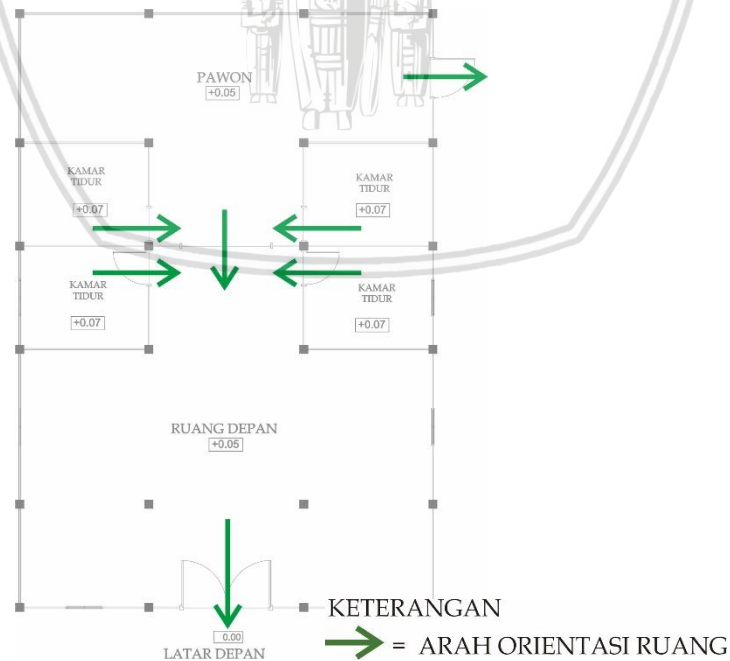 PAWON
+0.05
KAMAR
TIDUR
+0.07
KAMAR
TIDUR
+0.07
KAMAR
TIDUR
+0.07
KAMAR
TIDUR
+0.07
RUANG DEPAN
+0.05
0.00
LATAR DEPAN
KETERANGAN
= ARAH ORIENTASI RUANG